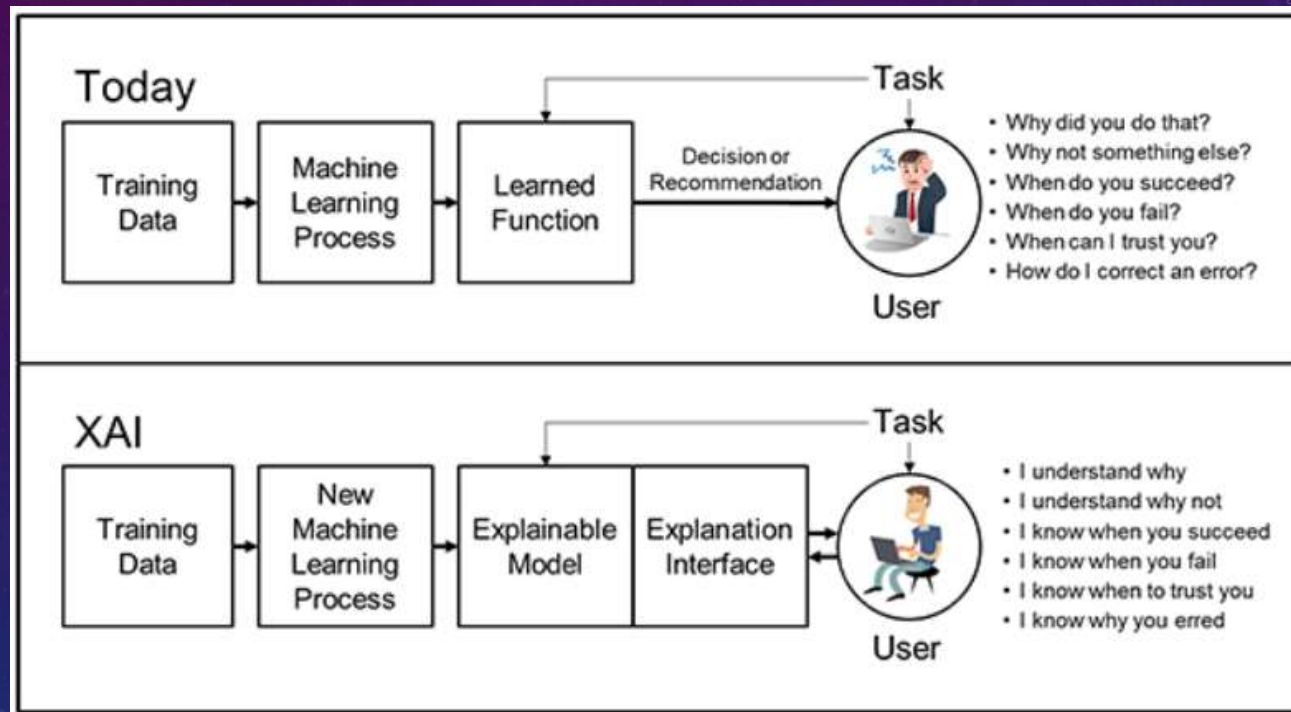 Today
Training
Data
Machine
Learning
Process
Learned
Function
Decision or
Recommendation
Task
User
• Why did you do that?
• Why not something else?
• When do you succeed?
• When do you fail?
• When can I trust you?
• How do I correct an error?
XAI
Training
Data
New
Machine
Learning
Process
Explainable
Model
Explanation
Interface
Task
User
• I understand why
• I understand why not
• I know when you succeed
• I know when you fail
• I know when to trust you
• I know why you erred